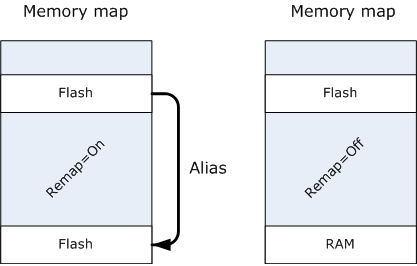 Memory map
Flash
Remap=On
Flash
Alias
Memory map
Flash
Remap=Off
RAM